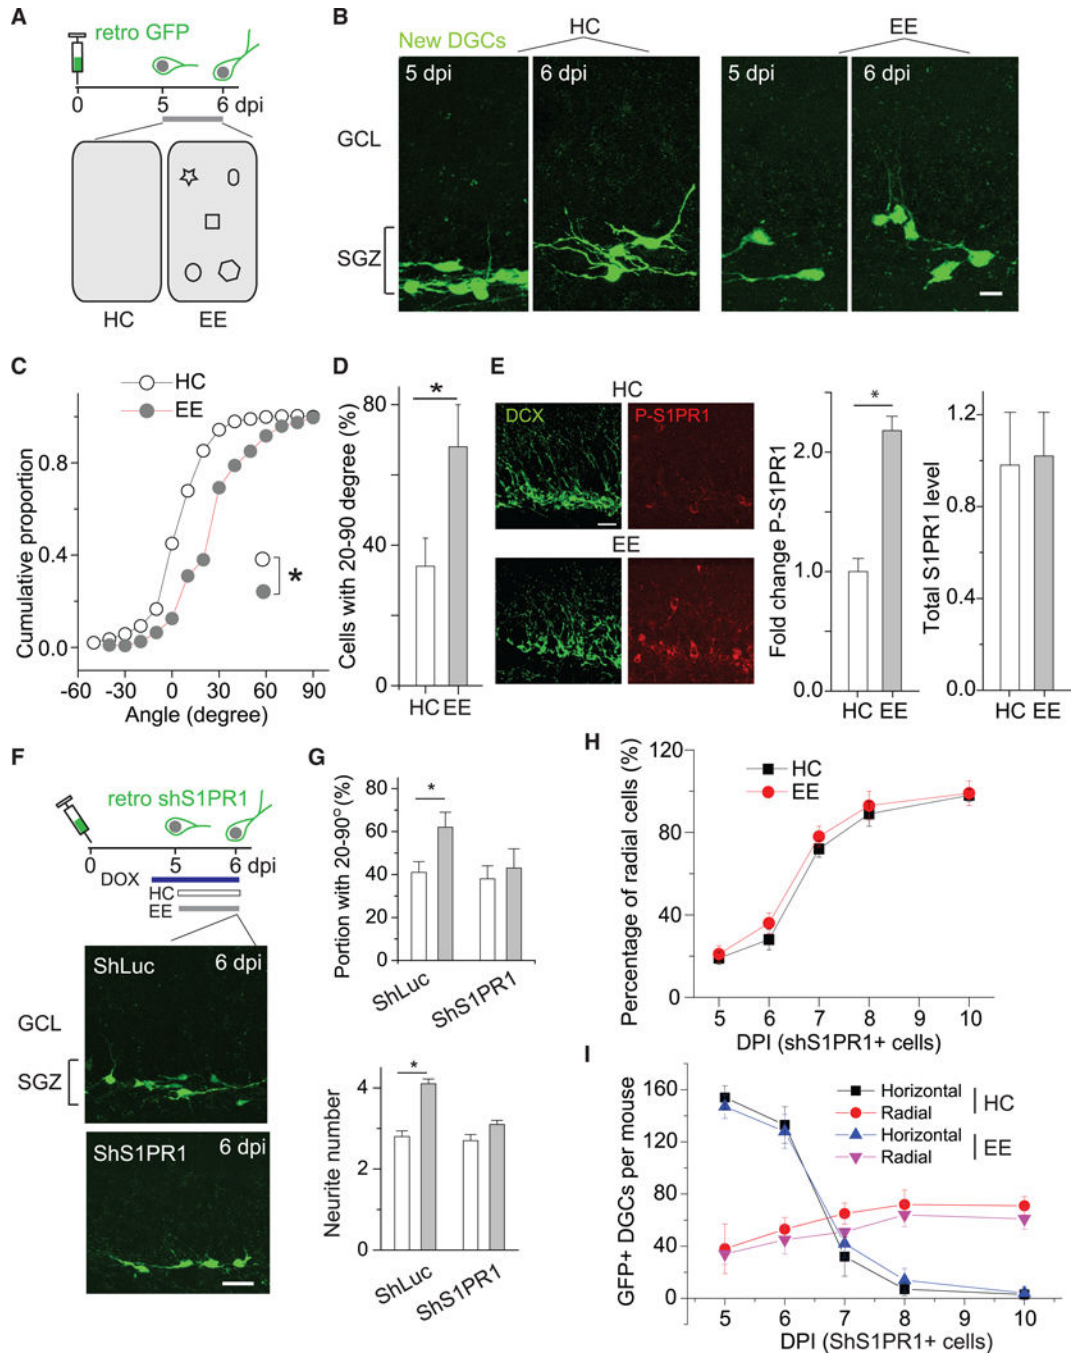 A
retro GFP
0
5
6 dpi
HC
EE
B
New DGCs
HC
EE
5 dpi
6 dpi
5 dpi
6 dpi
GCL
SGZ
C
HC
EE
Cumulative proportion
0.8
0.4
0.0
*
-60
-30
0
30
60
90
Angle (degree)
D
Cells with 20-90 degree (%)
80
40
0
*
HC EE
E
HC
DCX
P-S1PR1
EE
Fold change P-S1PR1
2.0
1.0
0.0
*
HC EE
Total S1PR1 level
1.2
0.8
0.4
0.0
HC EE
F
retro shS1PR1
0
5
6 dpi
DOX
HC
EE
ShLuc
6 dpi
GCL
SGZ
ShS1PR1
6 dpi
G
Portion with 20-90° (%)
80
60
40
20
0
*
ShLuc
ShS1PR1
Neurite number
4
2
0
*
ShLuc
ShS1PR1
H
Percentage of radial cells (%)
120
80
40
0
HC
EE
5
6
7
8
9
10
DPI (shS1PR1+ cells)
I
GFP+ DGCs per mouse
160
120
80
40
0
Horizontal
Radial
HC
Horizontal
Radial
EE
5
6
7
8
9
10
DPI (ShS1PR1+ cells)